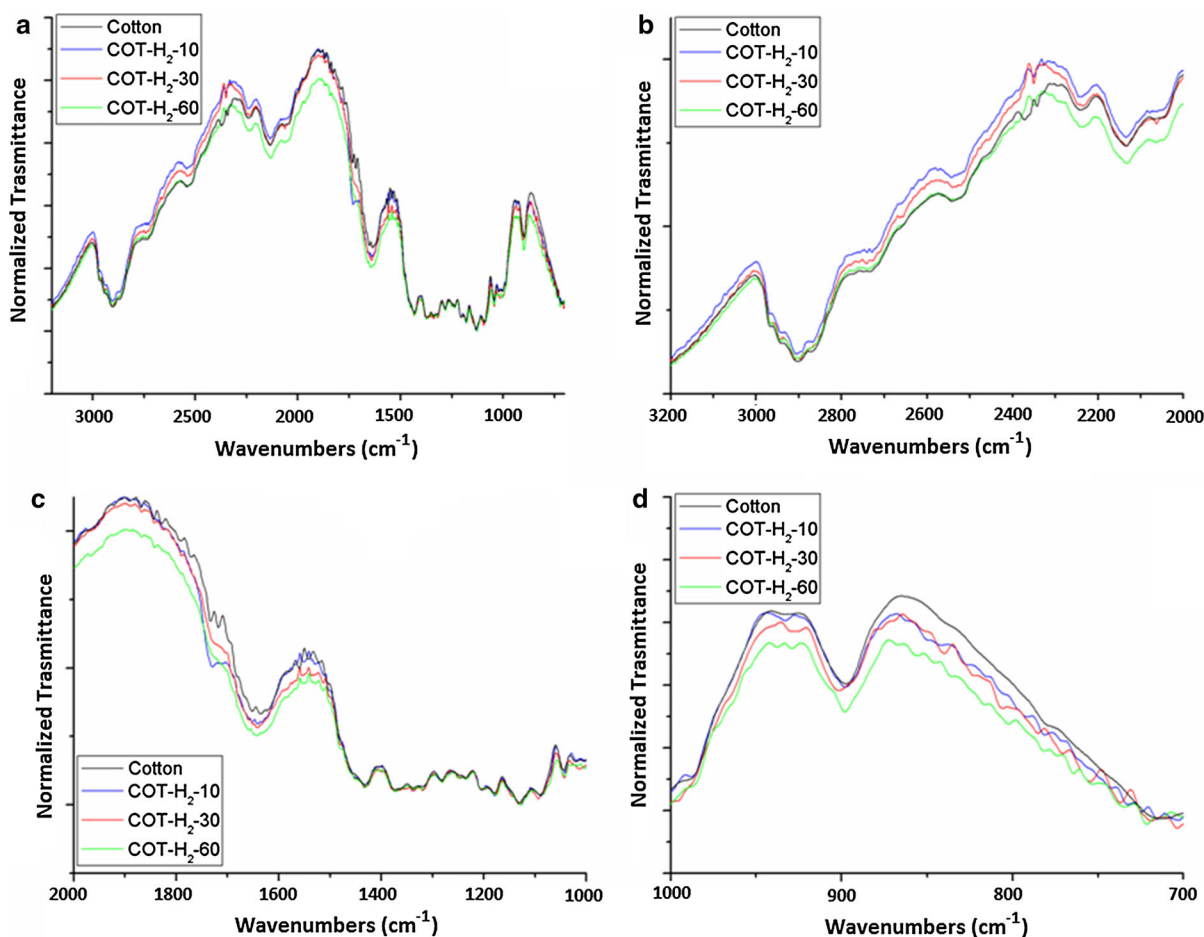 a
Cotton
COT-H2-10
COT-H2-30
COT-H2-60
Normalized Trasmittance
3000 2500 2000 1500 1000
Wavenumbers (cm-1)
b
Cotton
COT-H2-10
COT-H2-30
COT-H2-60
Normalized Trasmittance
3200 3000 2800 2600 2400 2200 2000
Wavenumbers (cm-1)
c
Cotton
COT-H2-10
COT-H2-30
COT-H2-60
Normalized Trasmittance
2000 1800 1600 1400 1200 1000
Wavenumbers (cm-1)
d
Cotton
COT-H2-10
COT-H2-30
COT-H2-60
Normalized Trasmittance
1000 900 800 700
Wavenumbers (cm-1)